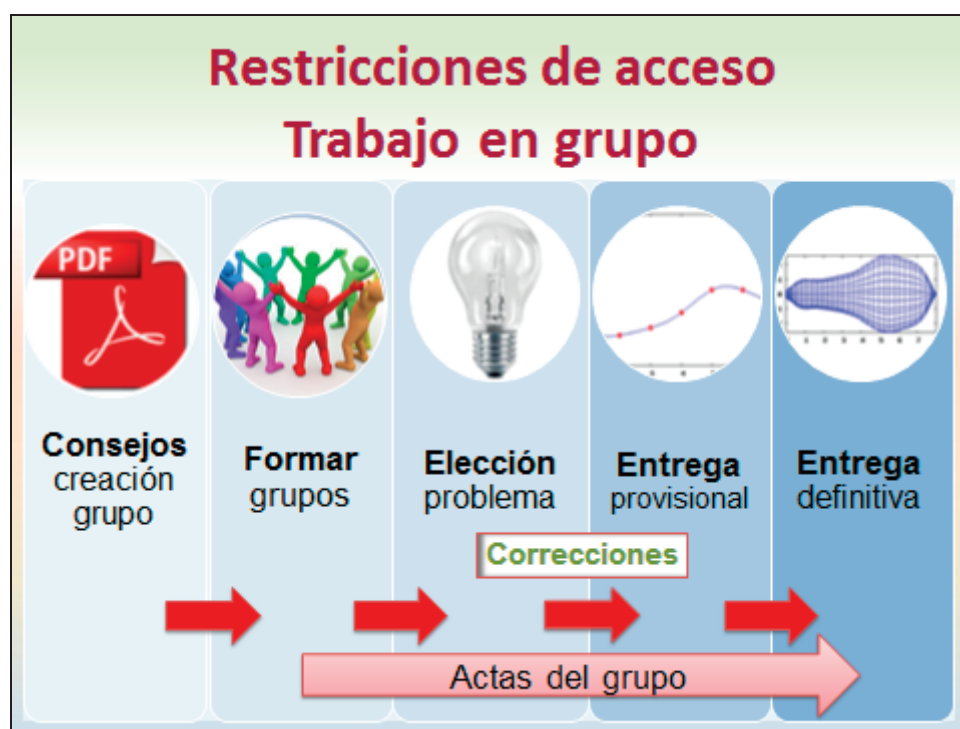 Restricciones de acceso
Trabajo en grupo
PDF
Consejos
creación
grupo
Formar
grupos
Elección
problema
Entrega
provisional
Entrega
definitiva
Correcciones
Actas del grupo